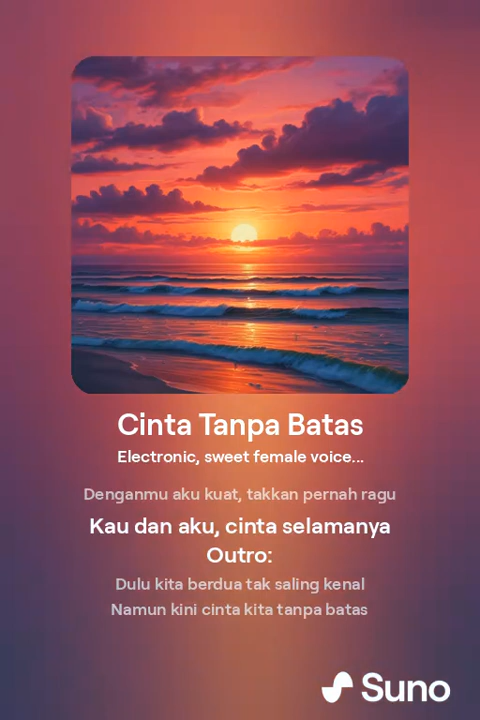 Cinta Tanpa Batas
Electronic, sweet female voice...
Denganmu aku kuat, takkan pernah ragu
Kau dan aku, cinta selamanya
Outro:
Dulu kita berdua tak saling kenal
Namun kini cinta kita tanpa batas
Suno